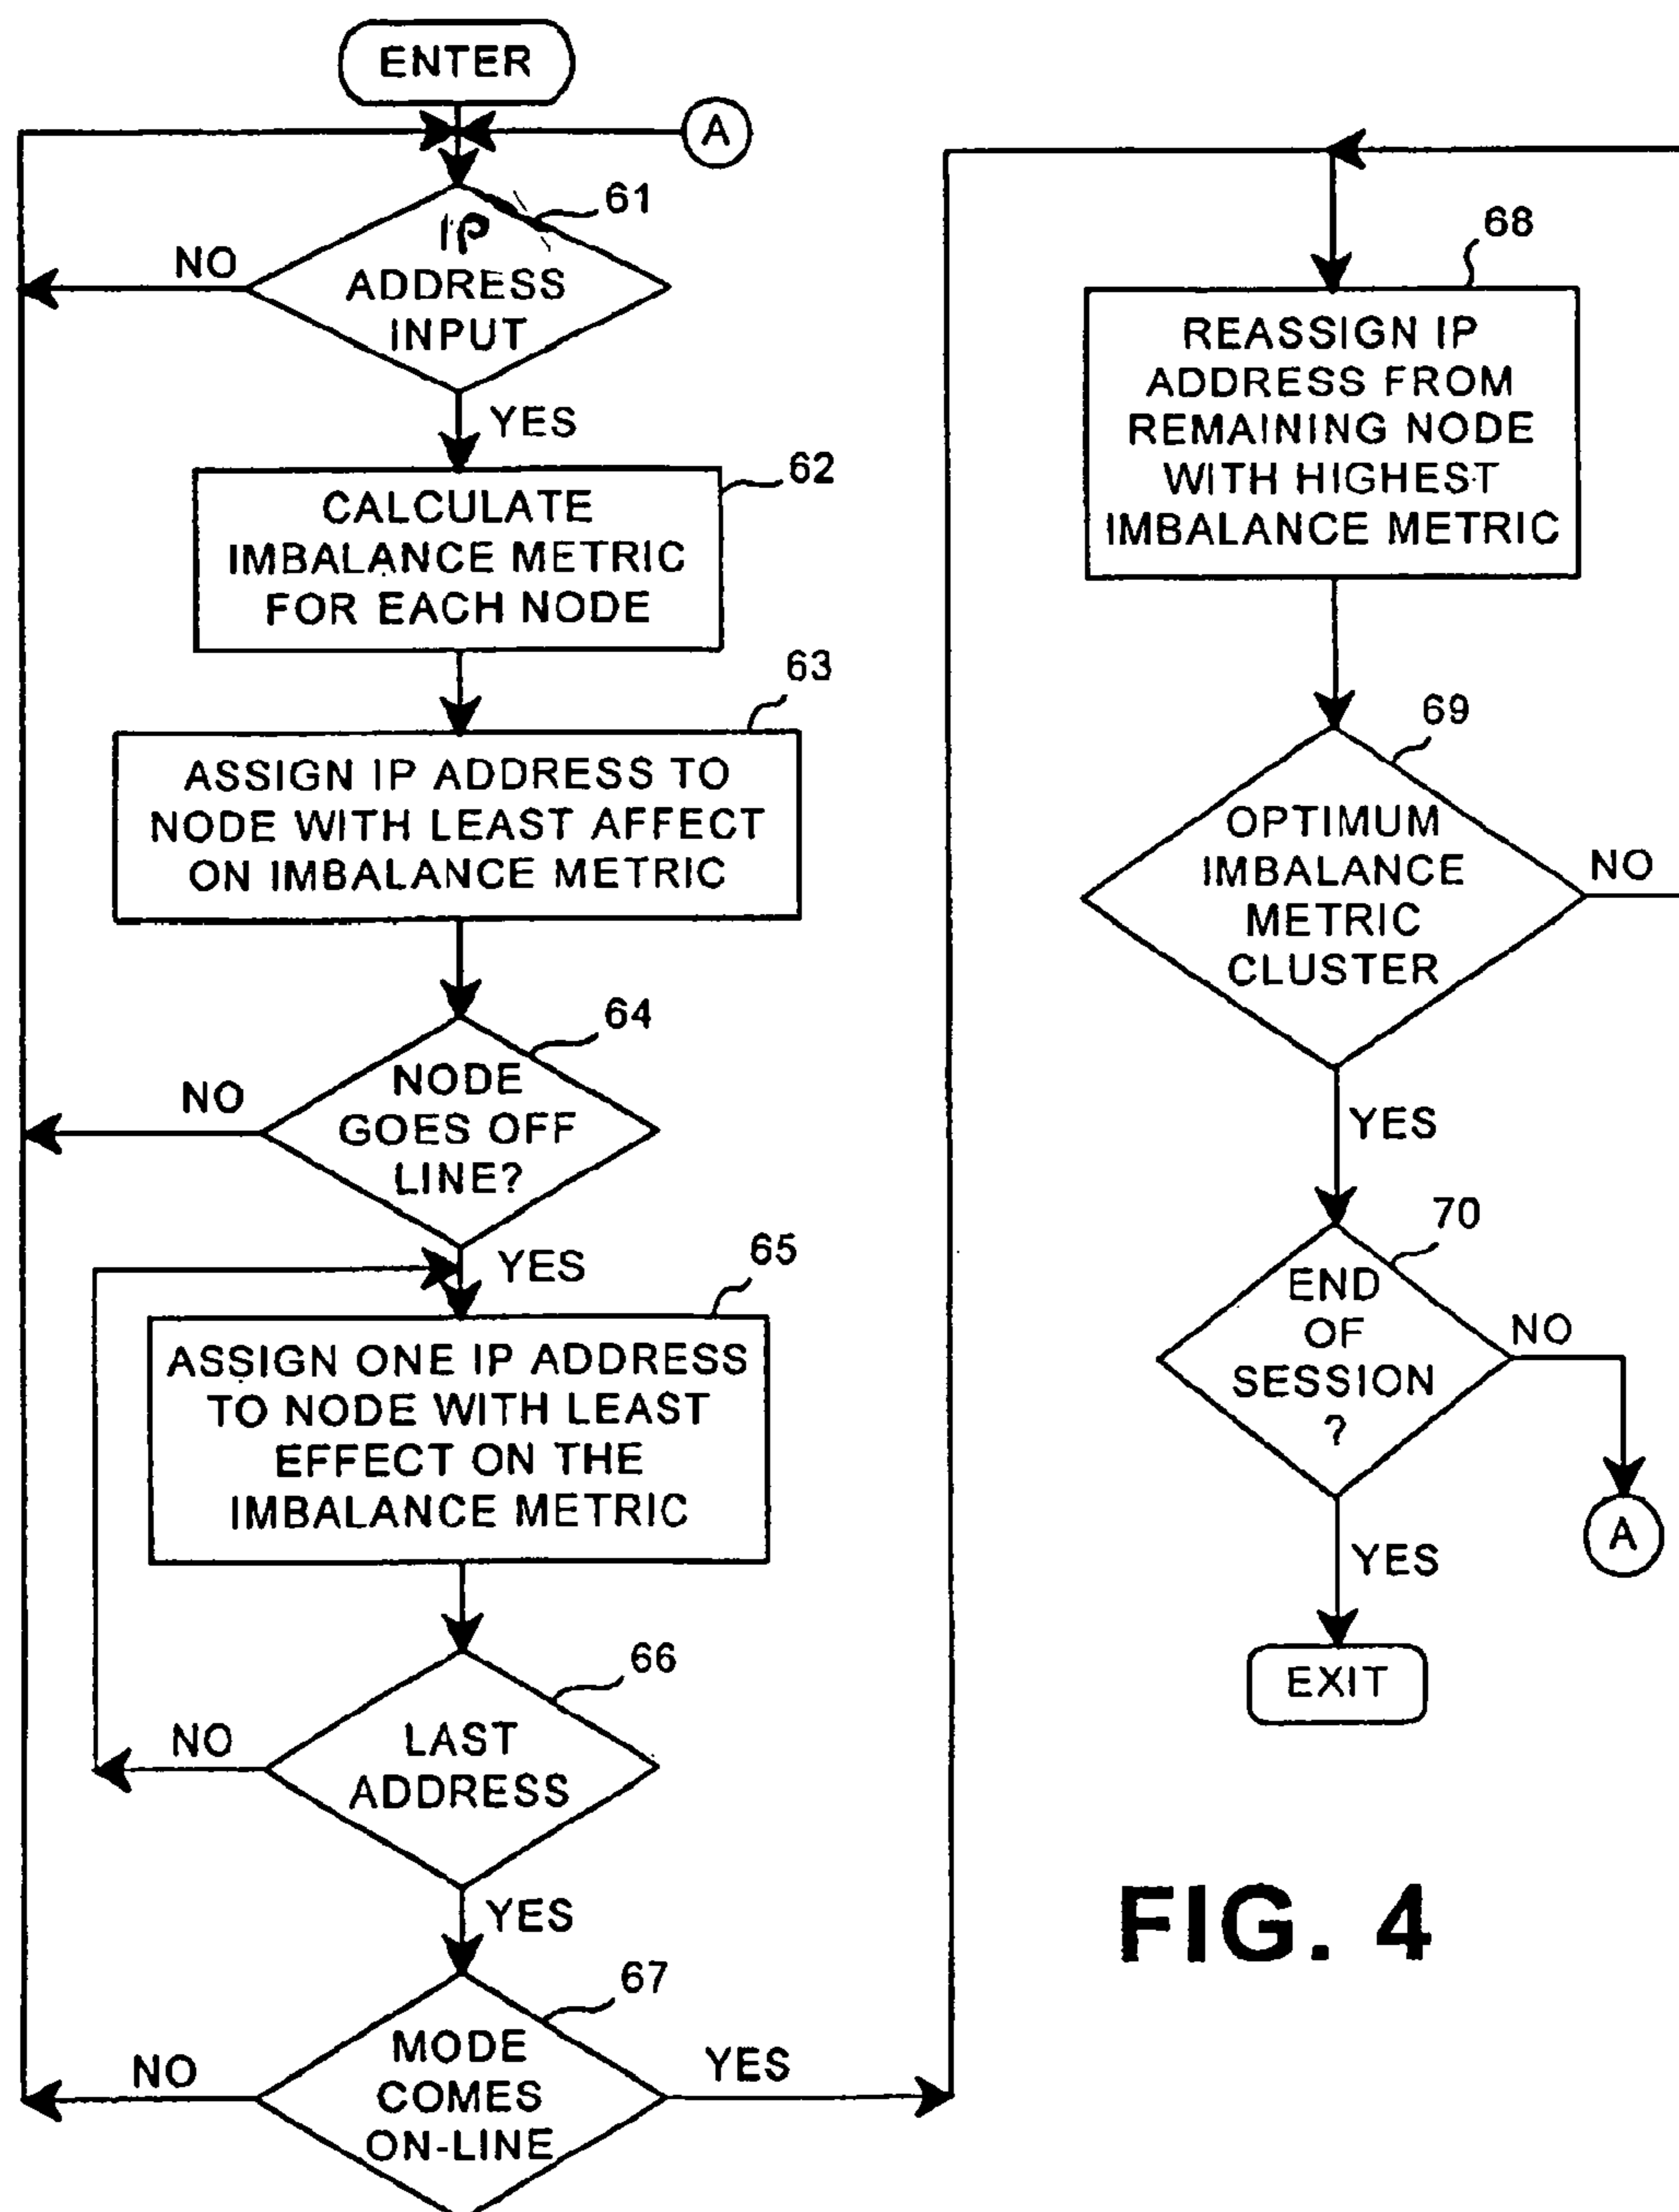 ENTER
A
61
IP
ADDRESS
INPUT
NO
YES
62
CALCULATE
IMBALANCE METRIC
FOR EACH NODE
63
ASSIGN IP ADDRESS TO
NODE WITH LEAST AFFECT
ON IMBALANCE METRIC
64
NODE
GOES OFF
LINE?
NO
YES
65
ASSIGN ONE IP ADDRESS
TO NODE WITH LEAST
EFFECT ON THE
IMBALANCE METRIC
66
LAST
ADDRESS
NO
YES
67
MODE
COMES
ON-LINE
NO
YES
68
REASSIGN IP
ADDRESS FROM
REMAINING NODE
WITH HIGHEST
IMBALANCE METRIC
69
OPTIMUM
IMBALANCE
METRIC
CLUSTER
NO
YES
70
END
OF
SESSION
?
NO
A
YES
EXIT
FIG. 4